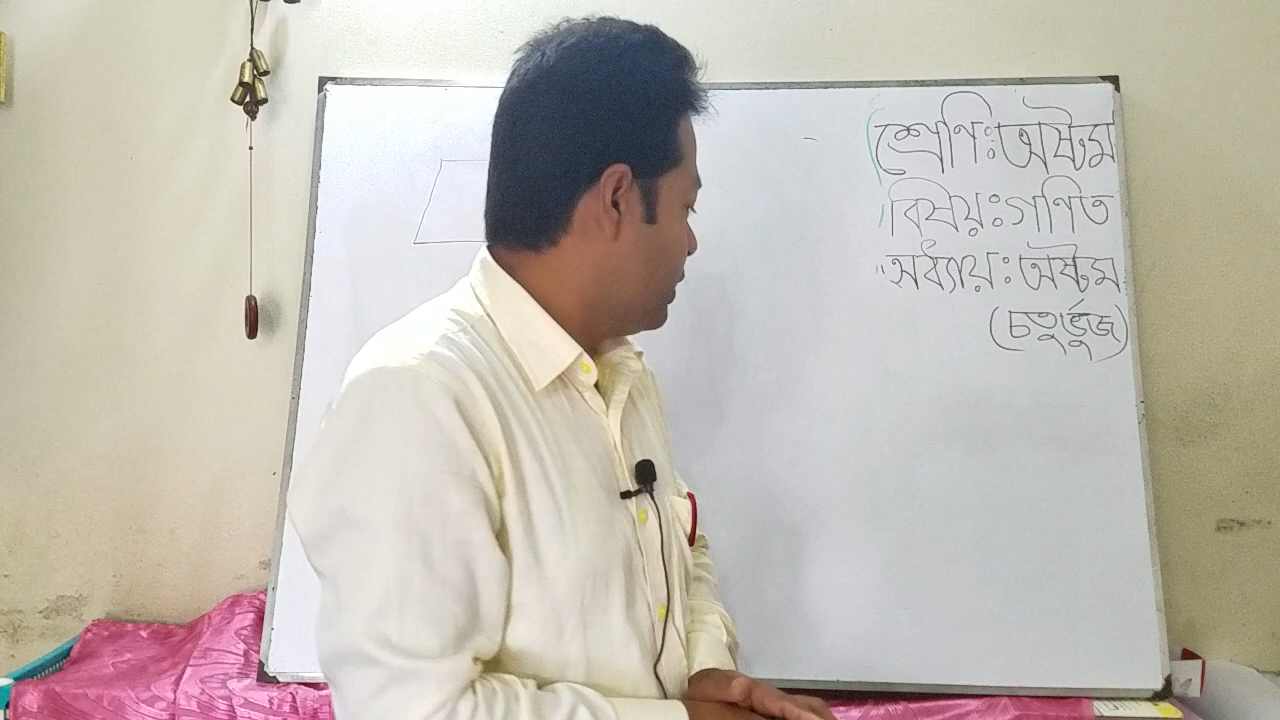 শ্রেণিঃ অষ্টম
বিষয়ঃ গণিত
অধ্যায়ঃ অষ্টম
(চতুর্ভুজ)